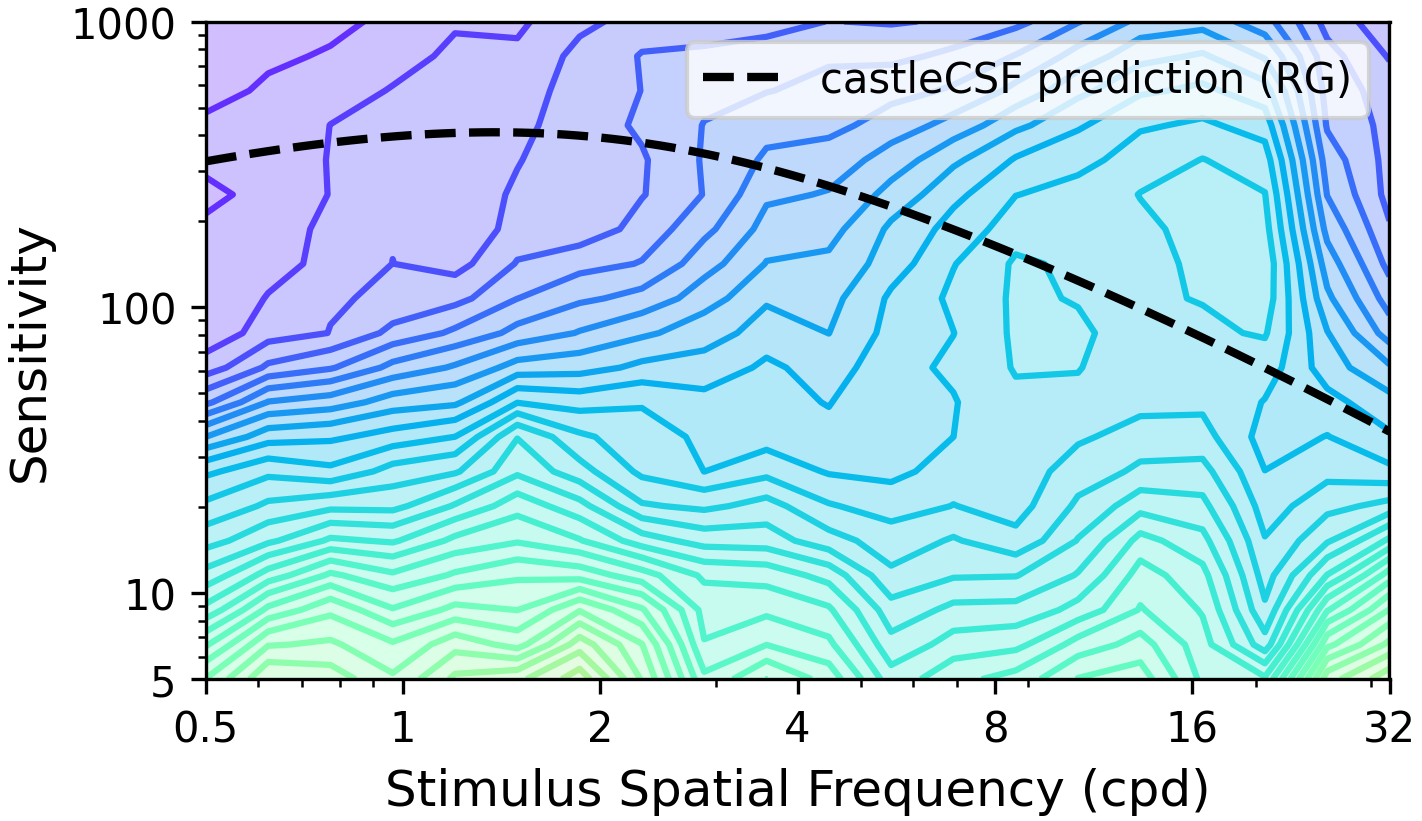 1000
100
10
5
Sensitivity
castleCSF prediction (RG)
0.5 1 2 4 8 16 32
Stimulus Spatial Frequency (cpd)